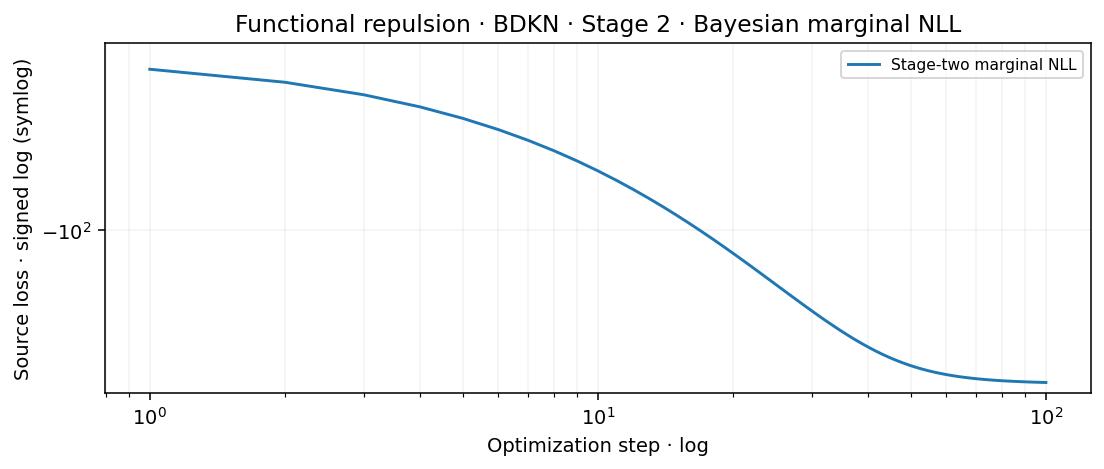 Functional repulsion · BDKN · Stage 2 · Bayesian marginal NLL
Stage-two marginal NLL
Source loss · signed log (symlog)
−10²
10⁰
10¹
10²
Optimization step · log